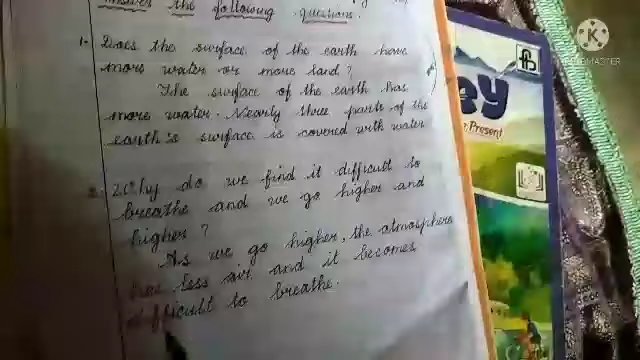 Answer the following questions.
1. Does the surface of the earth have
more water or more land?
The surface of the earth has
more water. Nearly three parts of the
earth's surface is covered with water
2. Why do we find it difficult to
breathe and we go higher and
higher?
As we go higher, the atmosphere
has less air and it becomes
difficult to breathe.
ey
Present
KINEMASTER